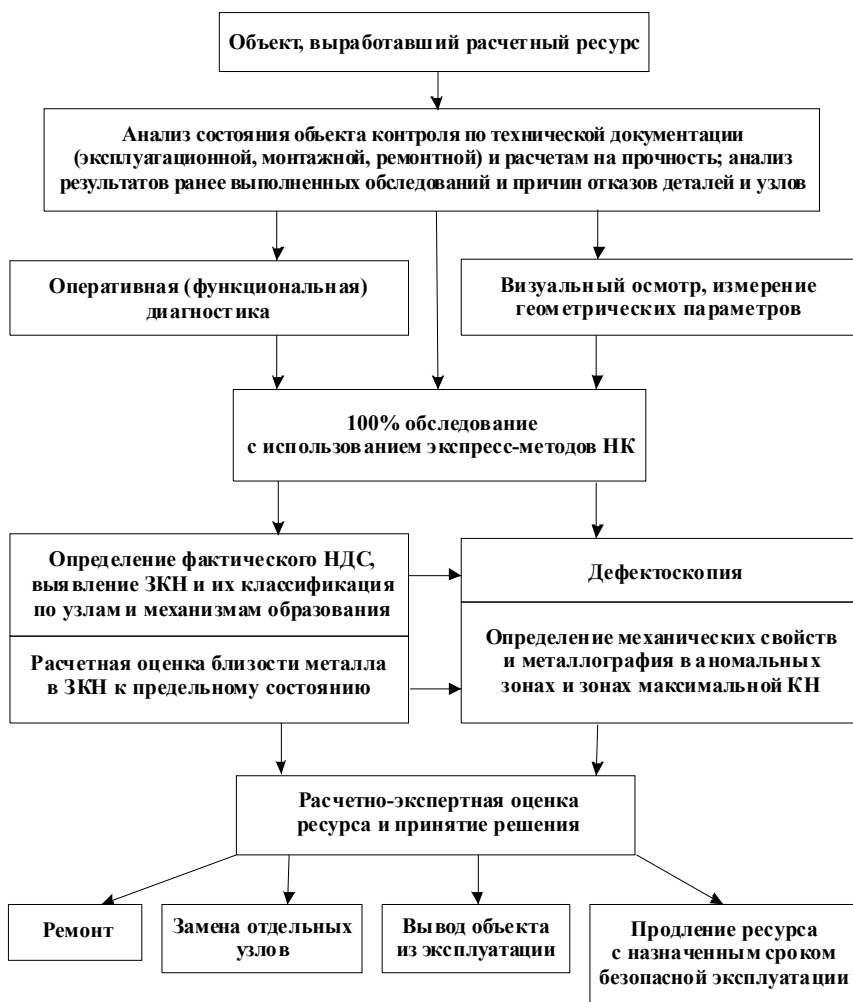 Объект, выработавший расчетный ресурс
Анализ состояния объекта контроля по технической документации
(эксплуатационной, монтажной, ремонтной) и расчетам на прочность; анализ
результатов ранее выполненных обследований и причин отказов деталей и узлов
Оперативная (функциональная)
диагностика
Визуальный осмотр, измерение
геометрических параметров
100% обследование
с использованием экспресс-методов НК
Определение фактического НДС,
выявление ЗКН и их классификация
по узлам и механизмам образования
Дефектоскопия
Расчетная оценка близости металла
в ЗКН к предельному состоянию
Определение механических свойств
и металлография в аномальных
зонах и зонах максимальной КН
Расчетно-экспертная оценка
ресурса и принятие решения
Ремонт
Замена отдельных
узлов
Вывод объекта
из эксплуатации
Продление ресурса
с назначенным сроком
безопасной эксплуатации